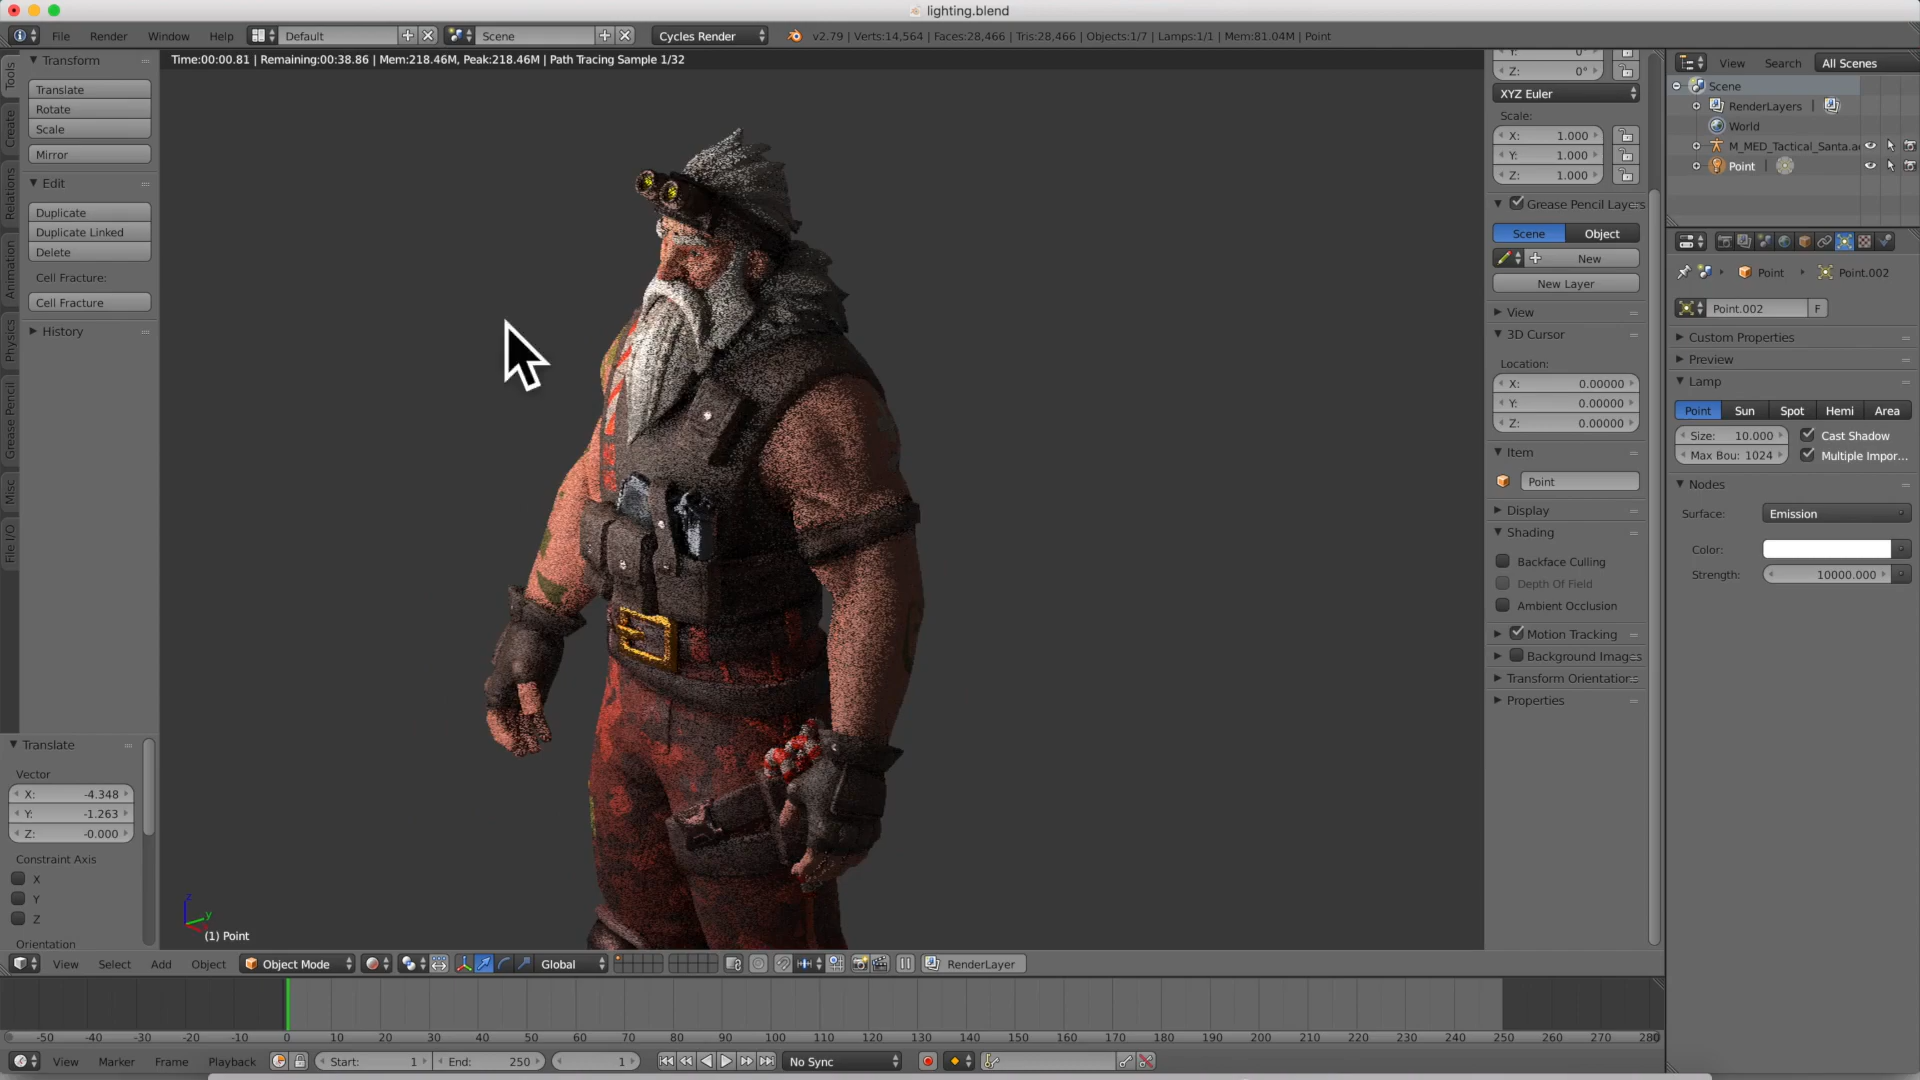 lighting.blend
File Render Window Help Default Scene Cycles Render v2.79 | Verts:14,564 | Faces:28,466 | Tris:28,466 | Objects:1/7 | Lamps:1/1 | Mem:81.04M | Point
Time:00:00.81 | Remaining:00:38.86 | Mem:218.46M, Peak:218.46M | Path Tracing Sample 1/32
Tools
Create
Relations
Animation
Physics
Grease Pencil
Misc
File I/O
Transform
Translate
Rotate
Scale
Mirror
Edit
Duplicate
Duplicate Linked
Delete
Cell Fracture:
Cell Fracture
History
Translate
Vector
X: -4.348
Y: -1.263
Z: -0.000
Constraint Axis
X
Y
Z
Orientation
z
y
(1) Point
Z: 0°
XYZ Euler
Scale:
X: 1.000
Y: 1.000
Z: 1.000
Grease Pencil Layers
Scene Object
New
New Layer
View
3D Cursor
Location:
X: 0.00000
Y: 0.00000
Z: 0.00000
Item
Point
Display
Shading
Backface Culling
Depth Of Field
Ambient Occlusion
Motion Tracking
Background Images
Transform Orientation
Properties
View Search All Scenes
Scene
RenderLayers |
World
M_MED_Tactical_Santa.a
Point |
Point Point.002
Point.002 F
Custom Properties
Preview
Lamp
Point Sun Spot Hemi Area
Size: 10.000 Cast Shadow
Max Bou: 1024 Multiple Impor...
Nodes
Surface: Emission
Color:
Strength: 10000.000
View Select Add Object Object Mode Global RenderLayer
-50 -40 -30 -20 -10 0 10 20 30 40 50 60 70 80 90 100 110 120 130 140 150 160 170 180 190 200 210 220 230 240 250 260 270 280
View Marker Frame Playback Start: 1 End: 250 1 No Sync